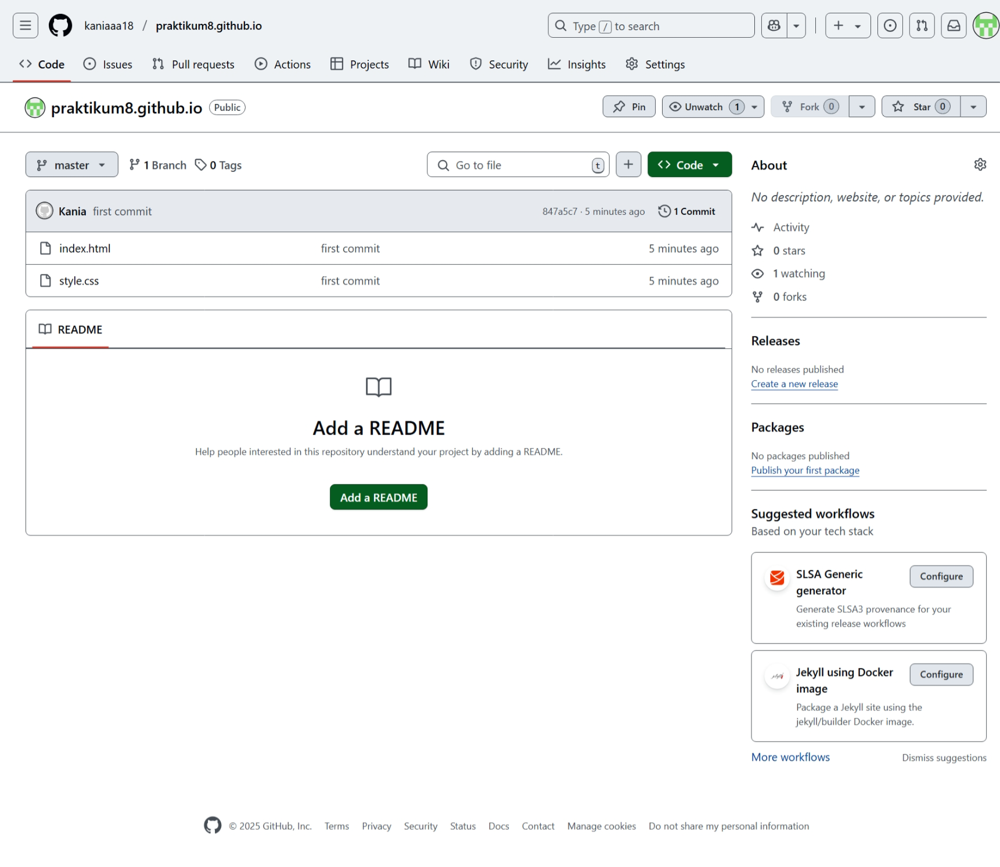 kaniaaa18 / praktikum8.github.io
Type / to search
Code Issues Pull requests Actions Projects Wiki Security Insights Settings
praktikum8.github.io Public
Pin Unwatch 1 Fork 0 Star 0
master 1 Branch 0 Tags Go to file t Code
Kania first commit 847a5c7 · 5 minutes ago 1 Commit
index.html first commit 5 minutes ago
style.css first commit 5 minutes ago
README
Add a README
Help people interested in this repository understand your project by adding a README.
Add a README
About
No description, website, or topics provided.
Activity
0 stars
1 watching
0 forks
Releases
No releases published
Create a new release
Packages
No packages published
Publish your first package
Suggested workflows
Based on your tech stack
SLSA Generic
generator
Configure
Generate SLSA3 provenance for your
existing release workflows
jekyll
Jekyll using Docker
image
Configure
Package a Jekyll site using the
jekyll/builder Docker image.
More workflows Dismiss suggestions
© 2025 GitHub, Inc. Terms Privacy Security Status Docs Contact Manage cookies Do not share my personal information